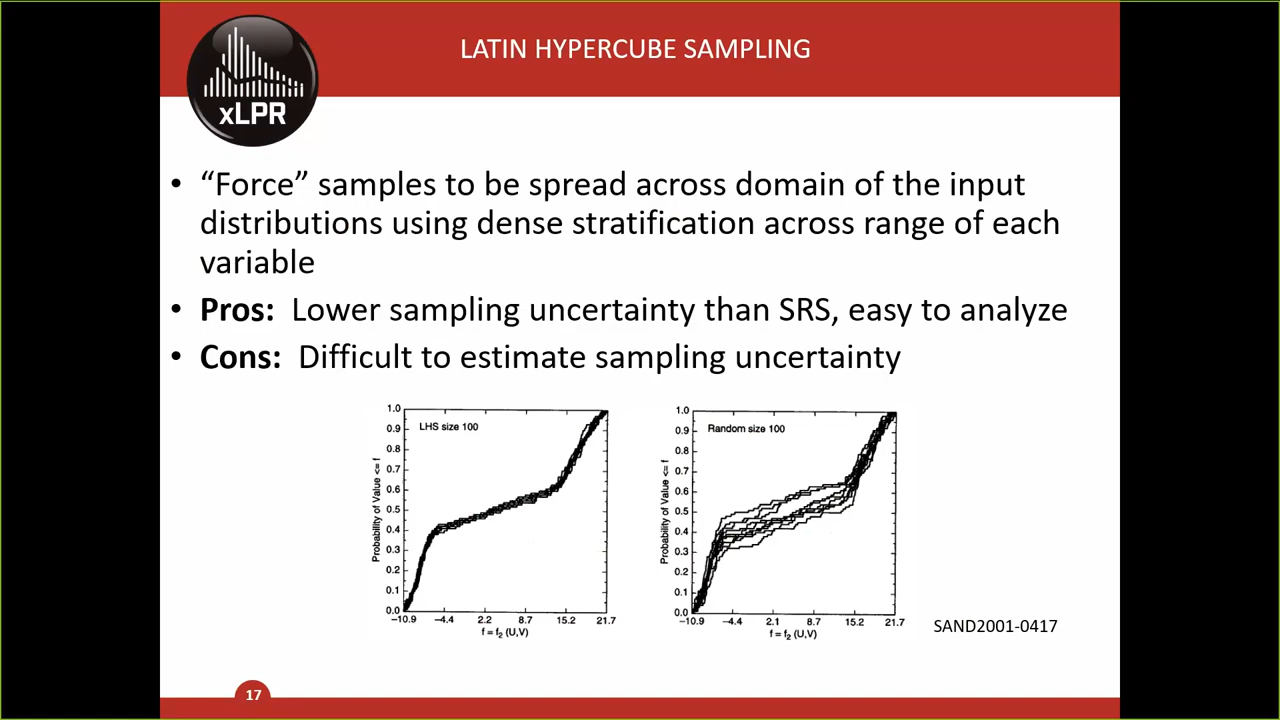 LATIN HYPERCUBE SAMPLING
xLPR
• “Force” samples to be spread across domain of the input
distributions using dense stratification across range of each
variable
• Pros: Lower sampling uncertainty than SRS, easy to analyze
• Cons: Difficult to estimate sampling uncertainty
LHS size 100
Probability of Value <= f
1.0
0.9
0.8
0.7
0.6
0.5
0.4
0.3
0.2
0.1
0.0
−10.9 −4.4 2.2 8.7 15.2 21.7
f = f₂ (U,V)
Random size 100
Probability of Value <= f
1.0
0.9
0.8
0.7
0.6
0.5
0.4
0.3
0.2
0.1
0.0
−10.9 −4.4 2.1 8.7 15.2 21.7
f = f₂ (U,V)
SAND2001-0417
17